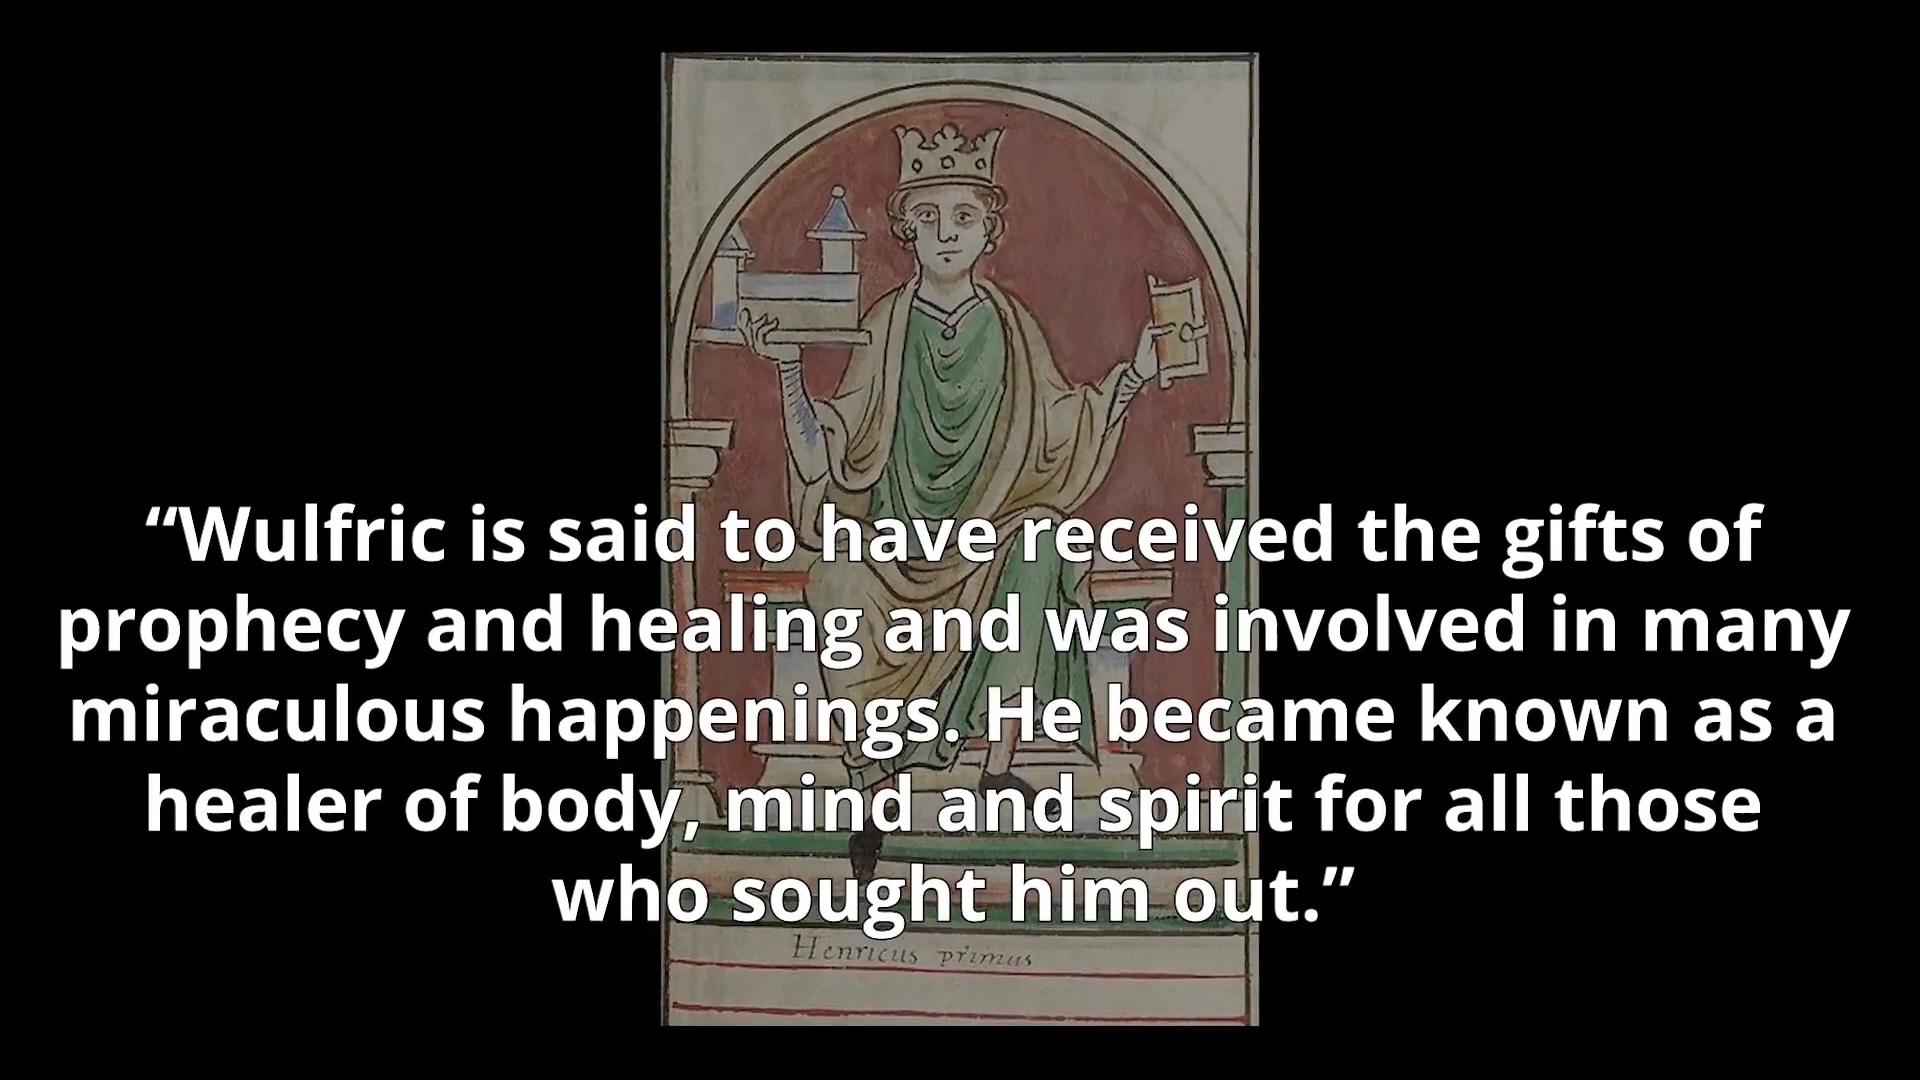 “Wulfric is said to have received the gifts of
prophecy and healing and was involved in many
miraculous happenings. He became known as a
healer of body, mind and spirit for all those
who sought him out.”
Henricus primus